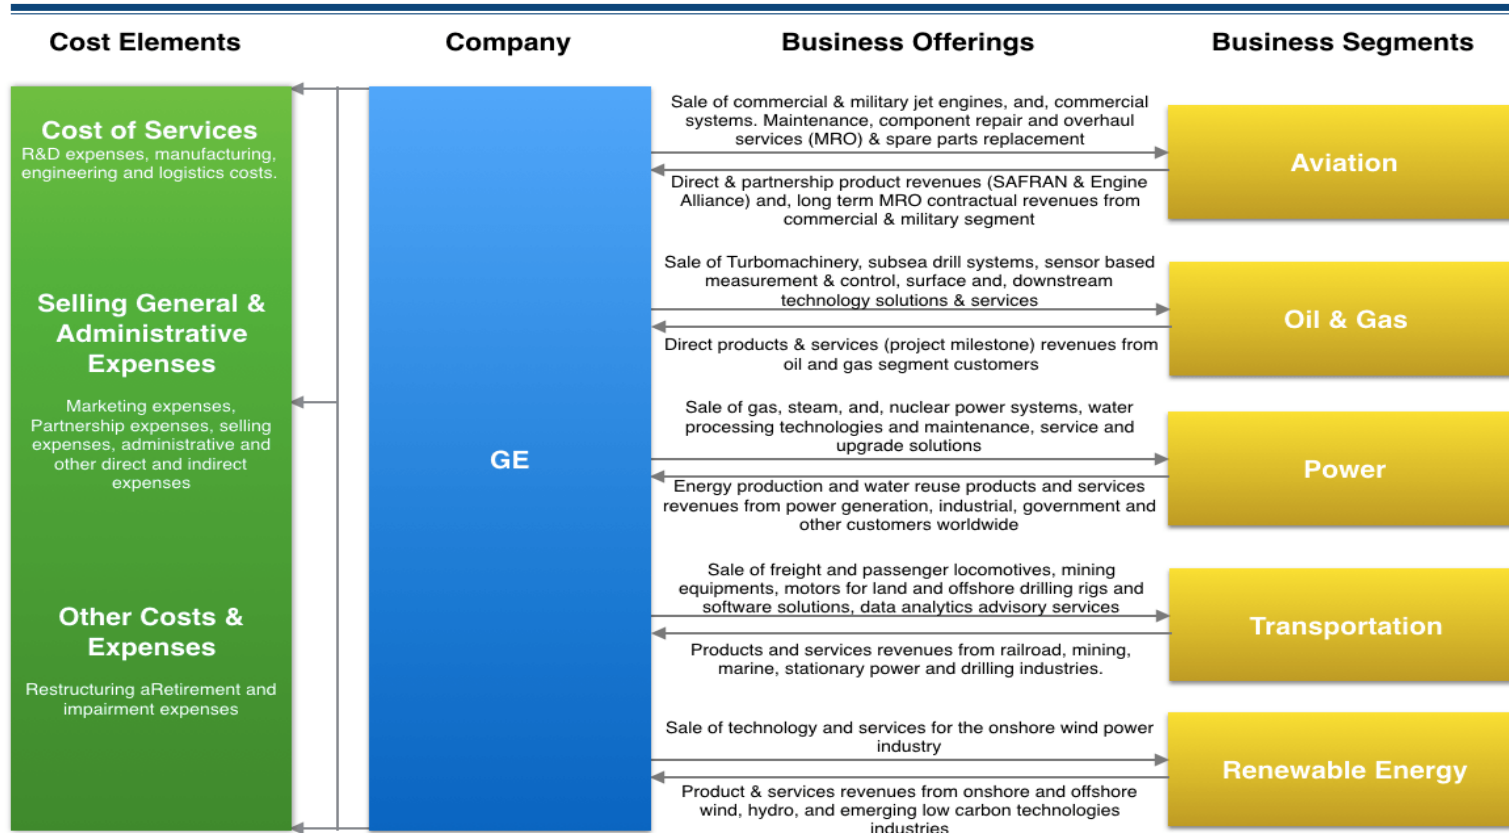 Cost Elements
Company
Business Offerings
Business Segments
Cost of Services
R&D expenses, manufacturing,
engineering and logistics costs.
Selling General &
Administrative
Expenses
Marketing expenses,
Partnership expenses, selling
expenses, administrative and
other direct and indirect
expenses
Other Costs &
Expenses
Restructuring aRetirement and
impairment expenses
GE
Sale of commercial & military jet engines, and, commercial
systems. Maintenance, component repair and overhaul
services (MRO) & spare parts replacement
Direct & partnership product revenues (SAFRAN & Engine
Alliance) and, long term MRO contractual revenues from
commercial & military segment
Aviation
Sale of Turbomachinery, subsea drill systems, sensor based
measurement & control, surface and, downstream
technology solutions & services
Direct products & services (project milestone) revenues from
oil and gas segment customers
Oil & Gas
Sale of gas, steam, and, nuclear power systems, water
processing technologies and maintenance, service and
upgrade solutions
Energy production and water reuse products and services
revenues from power generation, industrial, government and
other customers worldwide
Power
Sale of freight and passenger locomotives, mining
equipments, motors for land and offshore drilling rigs and
software solutions, data analytics advisory services
Products and services revenues from railroad, mining,
marine, stationary power and drilling industries.
Transportation
Sale of technology and services for the onshore wind power
industry
Product & services revenues from onshore and offshore
wind, hydro, and emerging low carbon technologies
industries
Renewable Energy